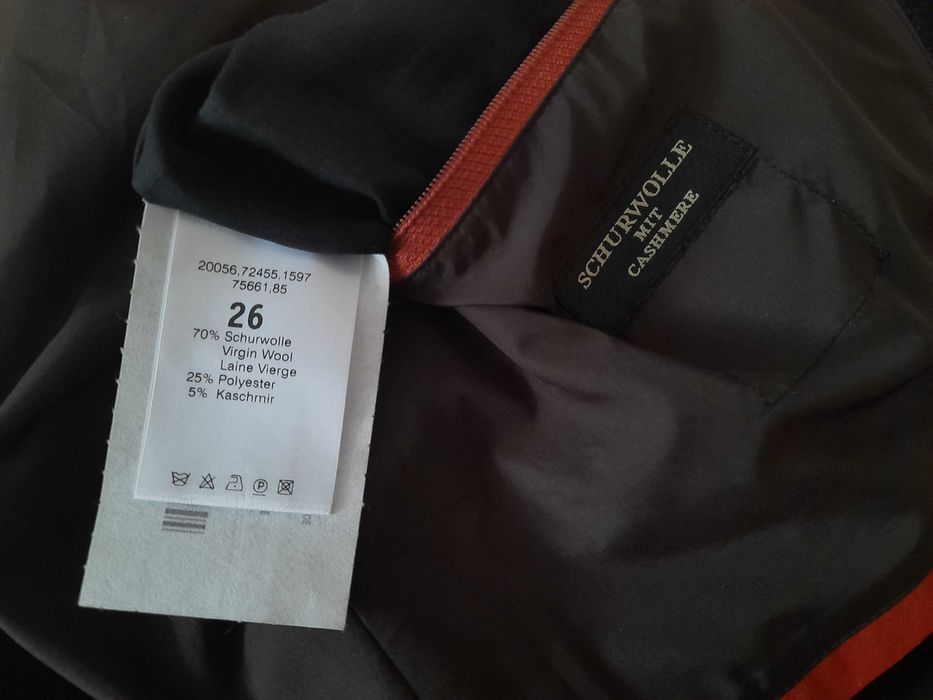 20056,72455,1597
75661,85
26
70% Schurwolle
Virgin Wool
Laine Vierge
25% Polyester
5% Kaschmir
P
SCHURWOLLE
MIT
CASHMERE